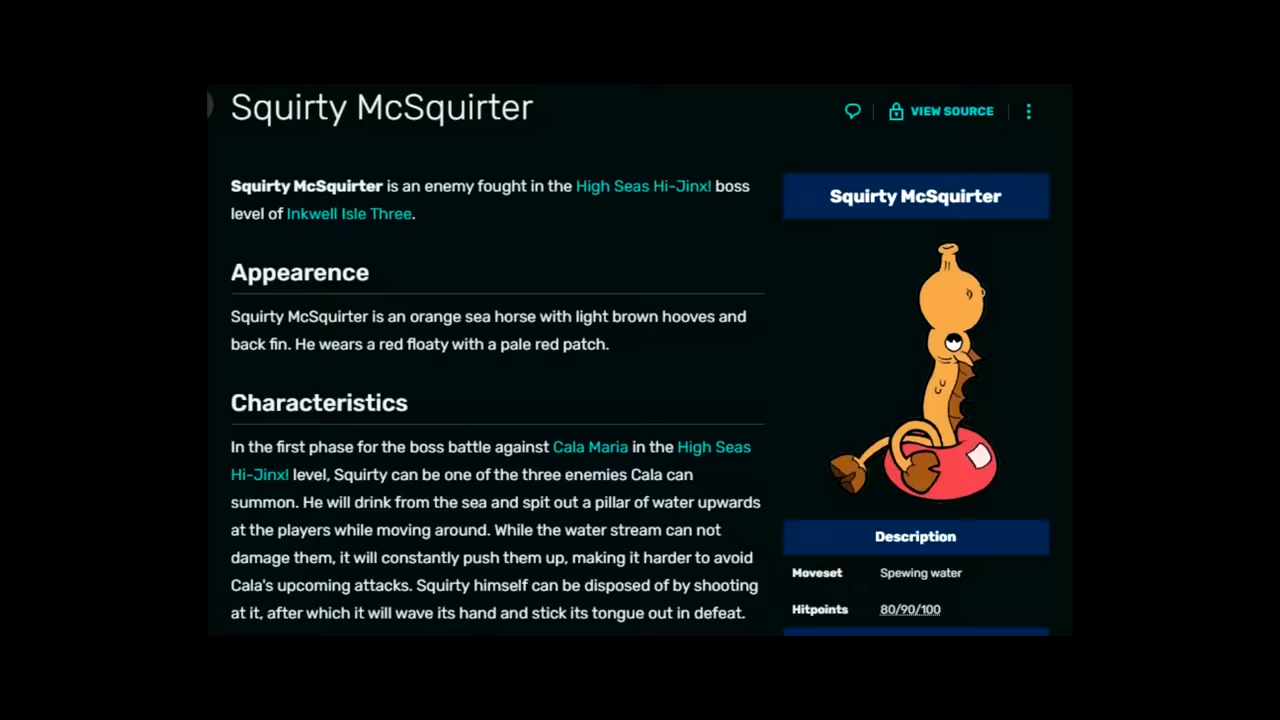 Squirty McSquirter
VIEW SOURCE
Squirty McSquirter is an enemy fought in the High Seas Hi-Jinx! boss
level of Inkwell Isle Three.
Appearence
Squirty McSquirter is an orange sea horse with light brown hooves and
back fin. He wears a red floaty with a pale red patch.
Characteristics
In the first phase for the boss battle against Cala Maria in the High Seas
Hi-Jinx! level, Squirty can be one of the three enemies Cala can
summon. He will drink from the sea and spit out a pillar of water upwards
at the players while moving around. While the water stream can not
damage them, it will constantly push them up, making it harder to avoid
Cala's upcoming attacks. Squirty himself can be disposed of by shooting
at it, after which it will wave its hand and stick its tongue out in defeat.
Squirty McSquirter
Description
Moveset Spewing water
Hitpoints 80/90/100